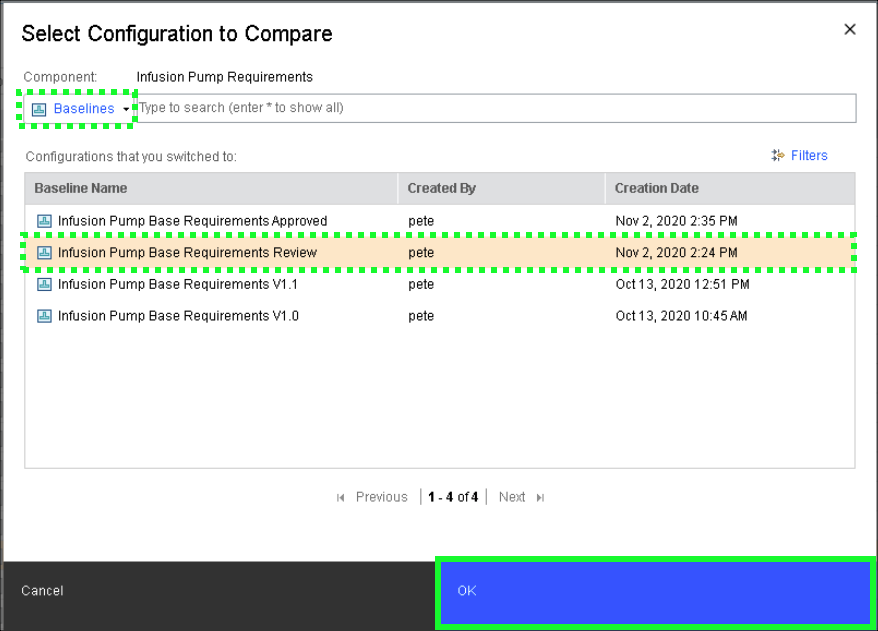 Select Configuration to Compare
Component: Infusion Pump Requirements
Baselines Type to search (enter * to show all)
Configurations that you switched to: Filters
Baseline Name Created By Creation Date
Infusion Pump Base Requirements Approved pete Nov 2, 2020 2:35 PM
Infusion Pump Base Requirements Review pete Nov 2, 2020 2:24 PM
Infusion Pump Base Requirements V1.1 pete Oct 13, 2020 12:51 PM
Infusion Pump Base Requirements V1.0 pete Oct 13, 2020 10:45 AM
Previous 1 - 4 of 4 Next
Cancel OK